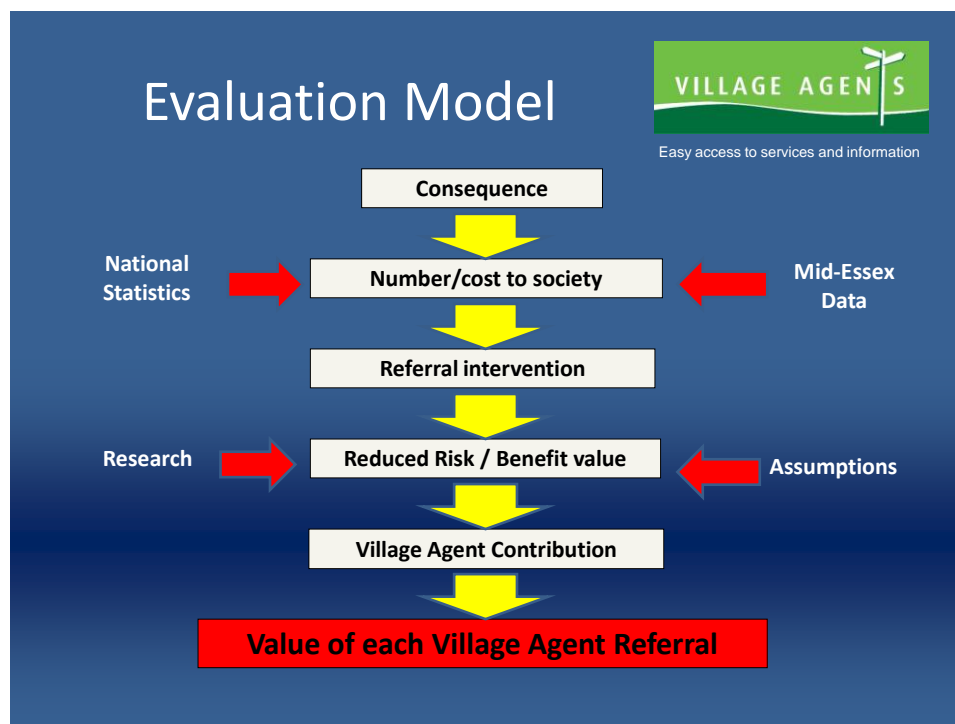 Evaluation Model
VILLAGE AGENTS
Easy access to services and information
Consequence
National
Statistics
Number/cost to society
Mid-Essex
Data
Referral intervention
Research
Reduced Risk / Benefit value
Assumptions
Village Agent Contribution
Value of each Village Agent Referral